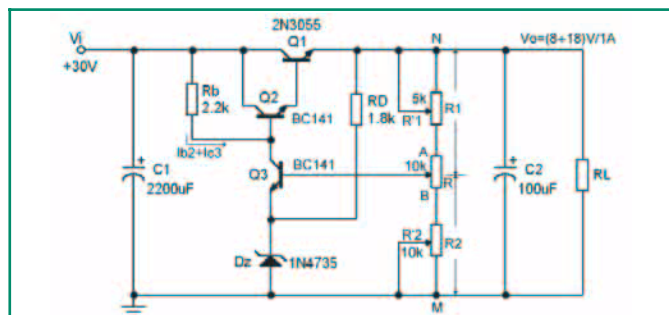 2N3055
Vi
Q1
N
Vo=(8÷18)V/1A
+30V
Rb
2.2k
Q2
RD
1.8k
5k
R1
R'1
BC141
Ib2+Ic3
A
C1
2200uF
Q3
BC141
10k
R
C2
100uF
RL
B
R'2
R2
10k
Dz
1N4735
M